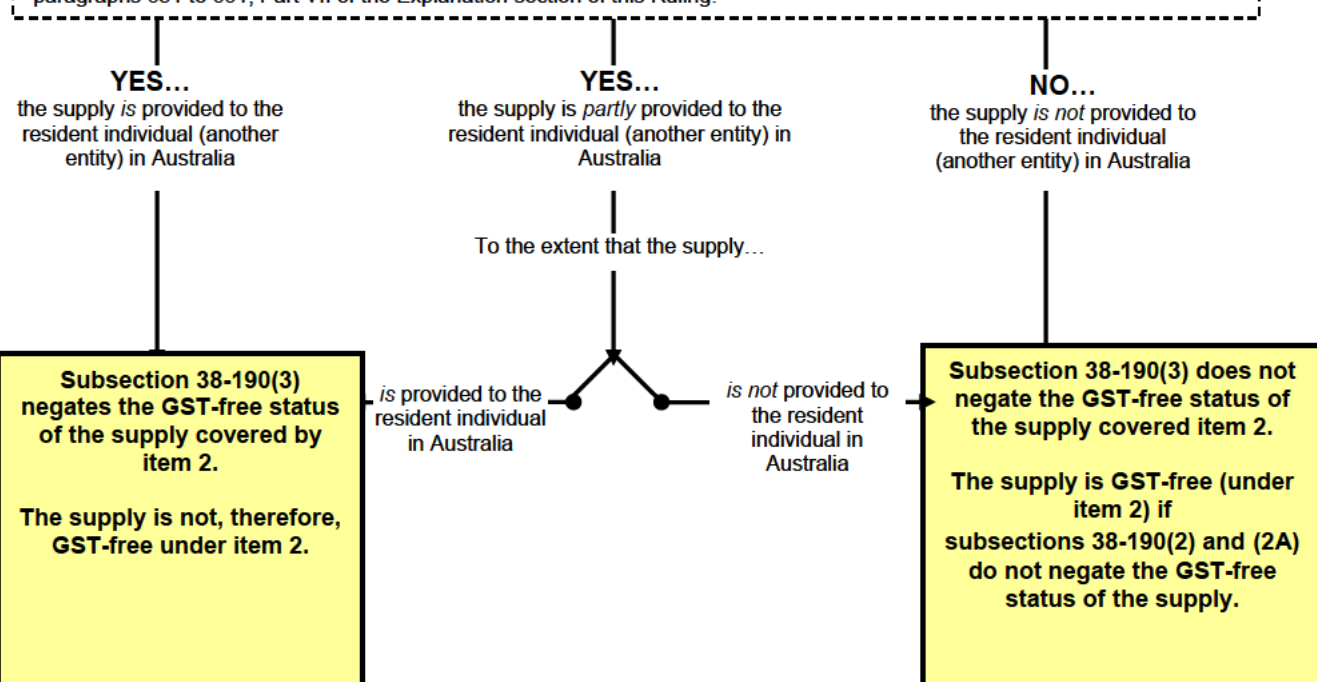 YES…
the supply is provided to the
resident individual (another
entity) in Australia
YES…
the supply is partly provided to the
resident individual (another entity) in
Australia
NO…
the supply is not provided to
the resident individual
(another entity) in Australia
To the extent that the supply…
is provided to the
resident individual
in Australia
is not provided to
the resident
individual in
Australia
Subsection 38-190(3)
negates the GST-free status
of the supply covered by
item 2.
The supply is not, therefore,
GST-free under item 2.
Subsection 38-190(3) does not
negate the GST-free status of
the supply covered item 2.
The supply is GST-free (under
item 2) if
subsections 38-190(2) and (2A)
do not negate the GST-free
status of the supply.